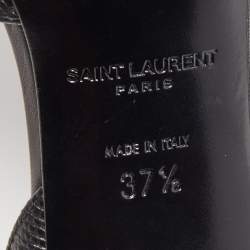 SAINT LAURENT
PARIS
MADE IN ITALY
37½